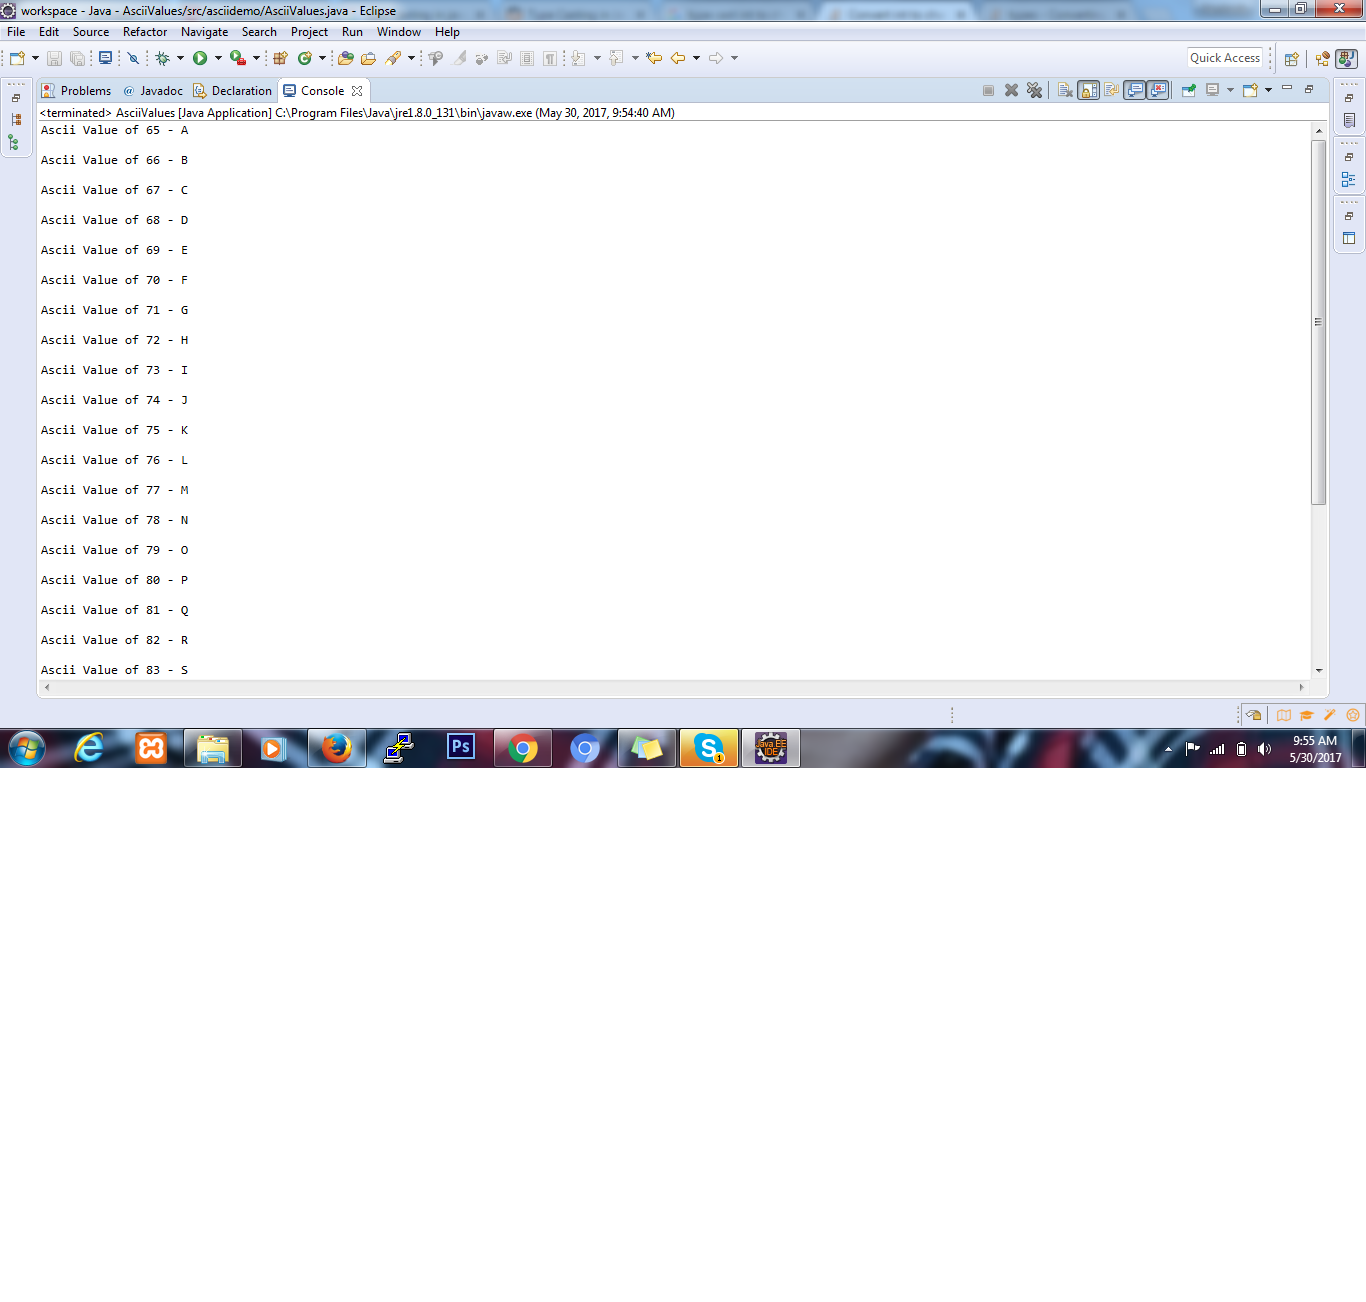 workspace - Java - AsciiValues/src/asciidemo/AsciiValues.java - Eclipse
File Edit Source Refactor Navigate Search Project Run Window Help
Quick Access
Problems @ Javadoc Declaration Console
<terminated> AsciiValues [Java Application] C:\Program Files\Java\jre1.8.0_131\bin\javaw.exe (May 30, 2017, 9:54:40 AM)
Ascii Value of 65 - A
Ascii Value of 66 - B
Ascii Value of 67 - C
Ascii Value of 68 - D
Ascii Value of 69 - E
Ascii Value of 70 - F
Ascii Value of 71 - G
Ascii Value of 72 - H
Ascii Value of 73 - I
Ascii Value of 74 - J
Ascii Value of 75 - K
Ascii Value of 76 - L
Ascii Value of 77 - M
Ascii Value of 78 - N
Ascii Value of 79 - O
Ascii Value of 80 - P
Ascii Value of 81 - Q
Ascii Value of 82 - R
Ascii Value of 83 - S
Ps
Java EE
IDE
1
9:55 AM
5/30/2017